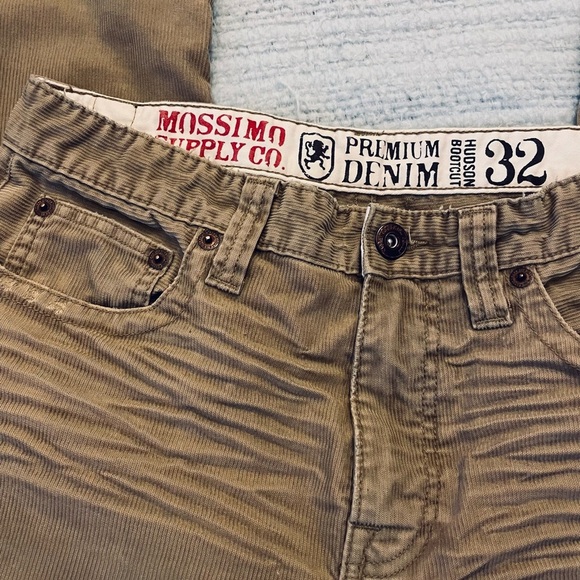 MOSSIMO
SUPPLY CO.
PREMIUM
DENIM
HUDSON
BOOTCUT
32